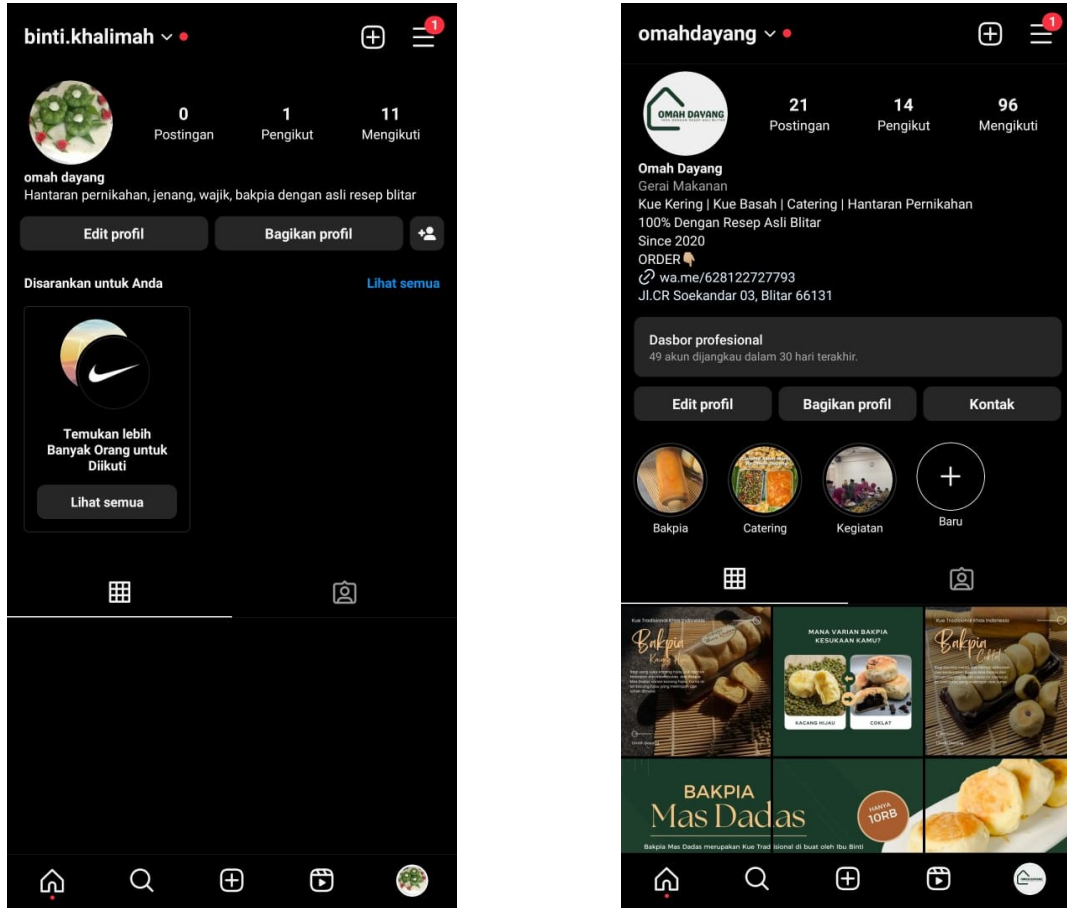 binti.khalimah
1
0
1
11
Postingan
Pengikut
Mengikuti
omah dayang
Hantaran pernikahan, jenang, wajik, bakpia dengan asli resep blitar
Edit profil
Bagikan profil
Disarankan untuk Anda
Lihat semua
Temukan lebih
Banyak Orang untuk
Diikuti
Lihat semua
omahdayang
1
OMAH DAYANG
21
14
96
Postingan
Pengikut
Mengikuti
Omah Dayang
Gerai Makanan
Kue Kering | Kue Basah | Catering | Hantaran Pernikahan
100% Dengan Resep Asli Blitar
Since 2020
ORDER👇🏼
wa.me/628122727793
Jl.CR Soekandar 03, Blitar 66131
Dasbor profesional
49 akun dijangkau dalam 30 hari terakhir.
Edit profil
Bagikan profil
Kontak
Bakpia
Catering
Kegiatan
Baru
Kue Tradisional Khas Indonesia
Bakpia
MANA VARIAN BAKPIA
KESUKAAN KAMU?
KACANG HIJAU
COKLAT
Kue Tradisional Khas Indonesia
Bakpia
Coklat
BAKPIA
Mas Dadas
HANYA
10RB
Bakpia Mas Dadas merupakan Kue Tradisional di buat oleh Ibu Binti
OMAH DAYANG